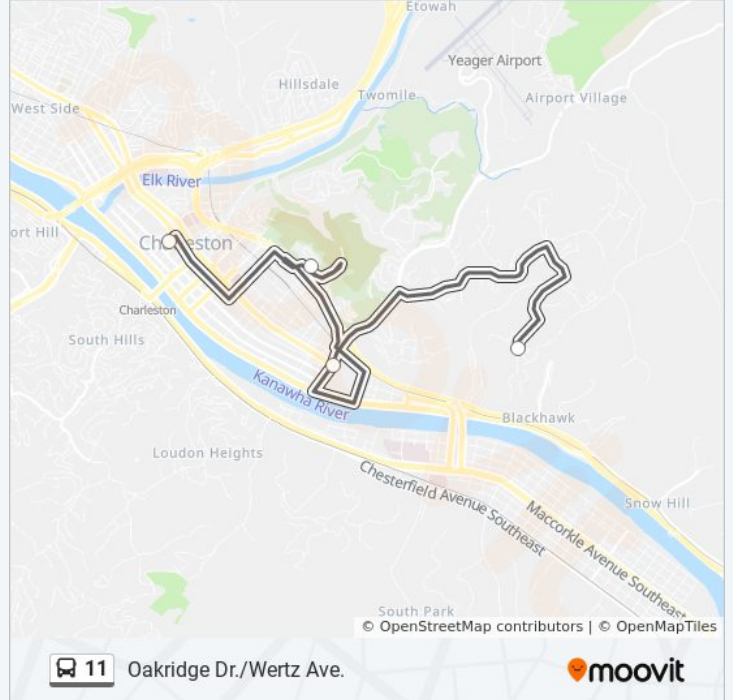 Etowah
Yeager Airport
Hillsdale
Twomile
Airport Village
West Side
Elk River
ort Hill
Charleston
Charleston
South Hills
Kanawha River
Blackhawk
Loudon Heights
Chesterfield Avenue Southeast
Maccorkle Avenue Southeast
Snow Hill
South Park
© OpenStreetMap contributors | © OpenMapTiles
11 Oakridge Dr./Wertz Ave.
moovit